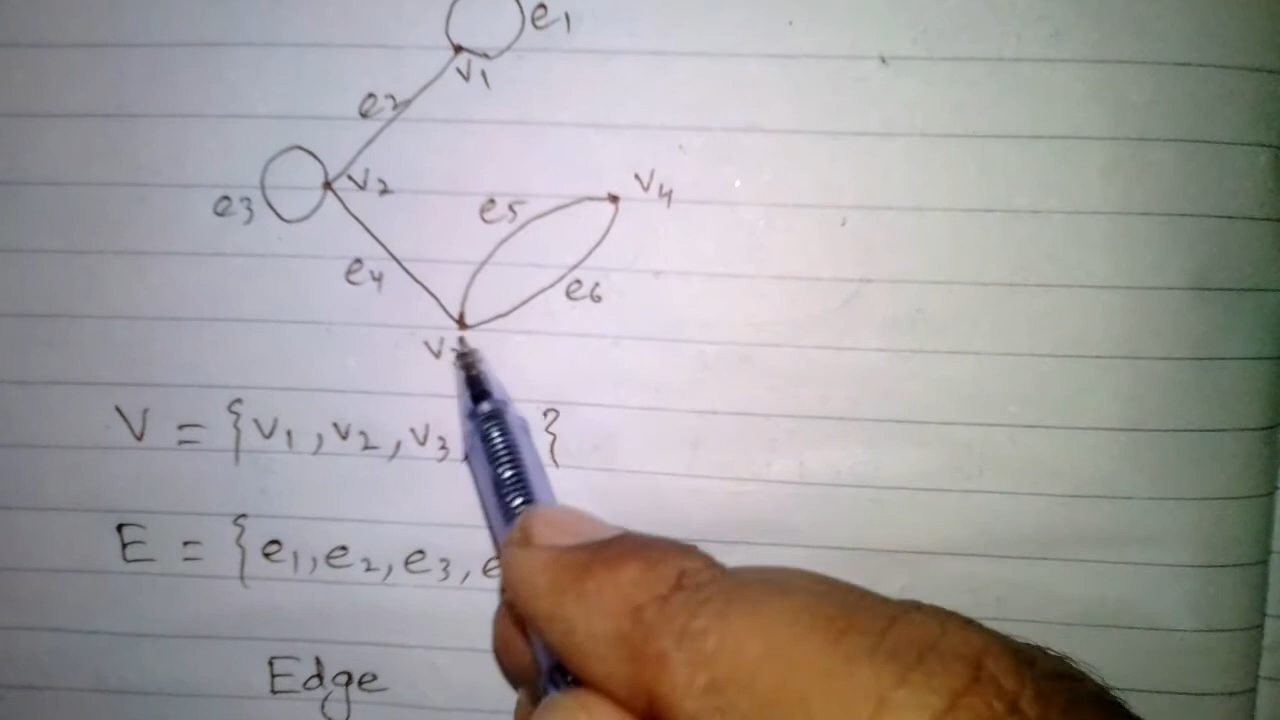 e1
v1
e2
v2
e3
v4
e5
e4
e6
V = {v1, v2, v3, }
E = {e1, e2, e3,
Edge